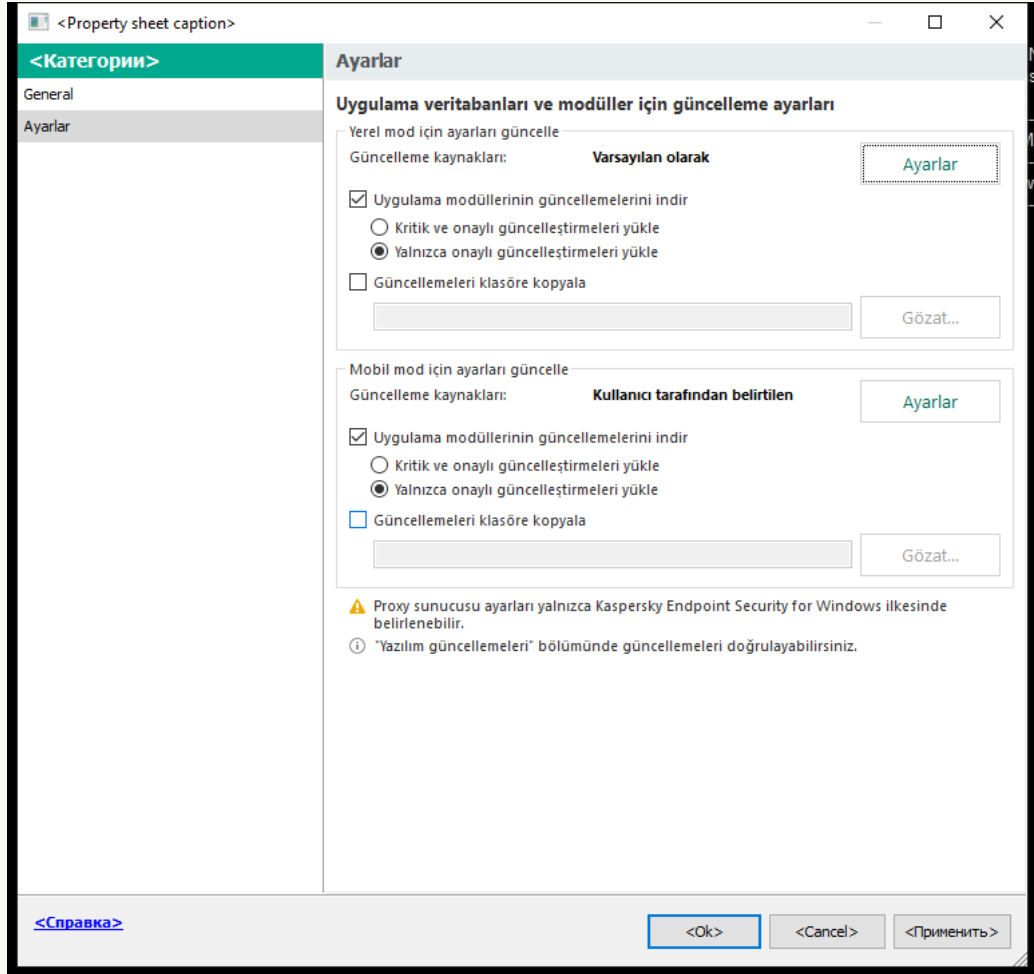 <Property sheet caption>
<Категории>
General
Ayarlar
Ayarlar
Uygulama veritabanları ve modüller için güncelleme ayarları
Yerel mod için ayarları güncelle
Güncelleme kaynakları: Varsayılan olarak
Ayarlar
Uygulama modüllerinin güncellemelerini indir
Kritik ve onaylı güncelleştirmeleri yükle
Yalnızca onaylı güncelleştirmeleri yükle
Güncellemeleri klasöre kopyala
Gözat...
Mobil mod için ayarları güncelle
Güncelleme kaynakları: Kullanıcı tarafından belirtilen
Ayarlar
Uygulama modüllerinin güncellemelerini indir
Kritik ve onaylı güncelleştirmeleri yükle
Yalnızca onaylı güncelleştirmeleri yükle
Güncellemeleri klasöre kopyala
Gözat...
Proxy sunucusu ayarları yalnızca Kaspersky Endpoint Security for Windows ilkesinde
belirlenebilir.
"Yazılım güncellemeleri" bölümünde güncellemeleri doğrulayabilirsiniz.
<Справка>
<Ok> <Cancel> <Применить>